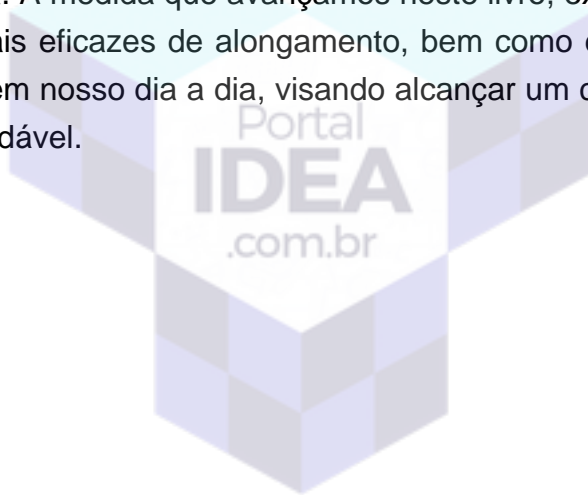 A medida que avançamos neste livro,
ais eficazes de alongamento, bem como
em nosso dia a dia, visando alcançar um
dável.
Portal
IDEA
.com.br